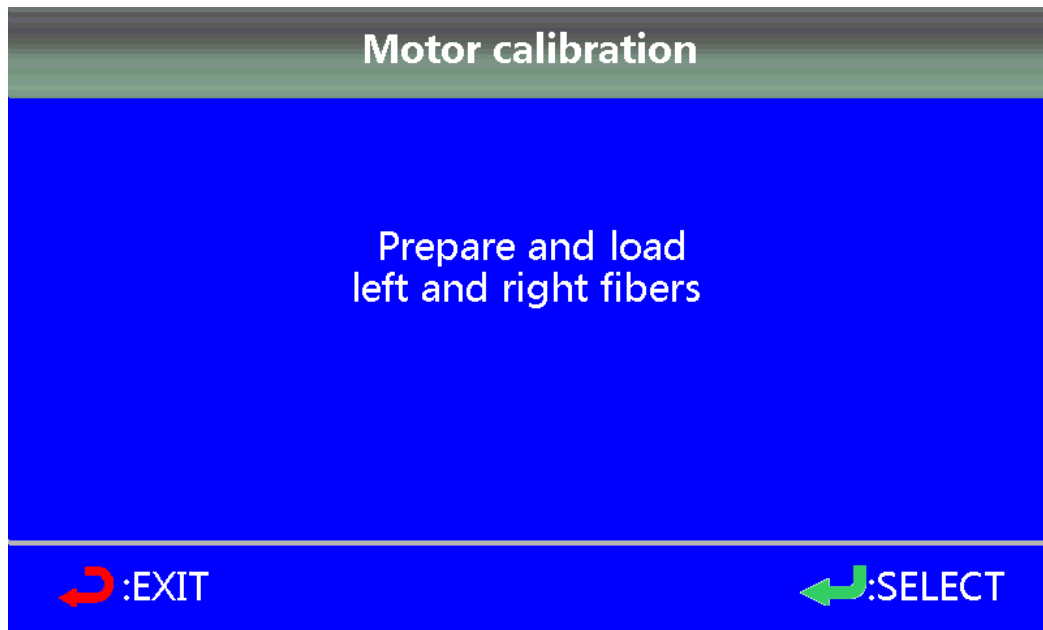 Motor calibration
Prepare and load
left and right fibers
:EXIT
:SELECT